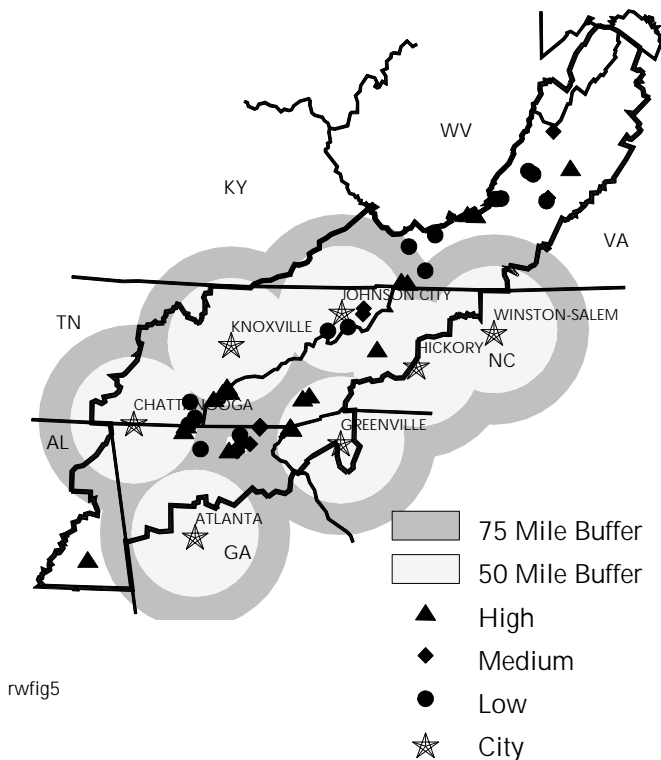 WV
KY
VA
JOHNSON CITY
WINSTON-SALEM
TN
KNOXVILLE
HICKORY
NC
CHATTANOOGA
GREENVILLE
AL
ATLANTA
GA
75 Mile Buffer
50 Mile Buffer
High
Medium
Low
City
rwfig5